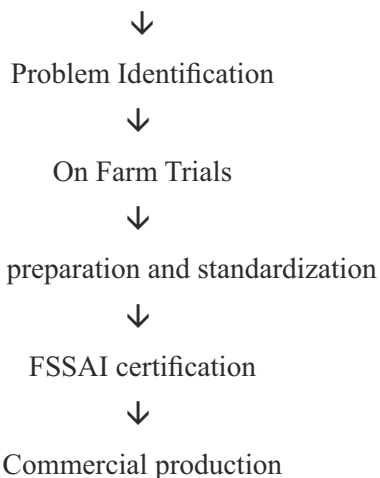 ↓
Problem Identification
↓
On Farm Trials
↓
preparation and standardization
↓
FSSAI certification
↓
Commercial production